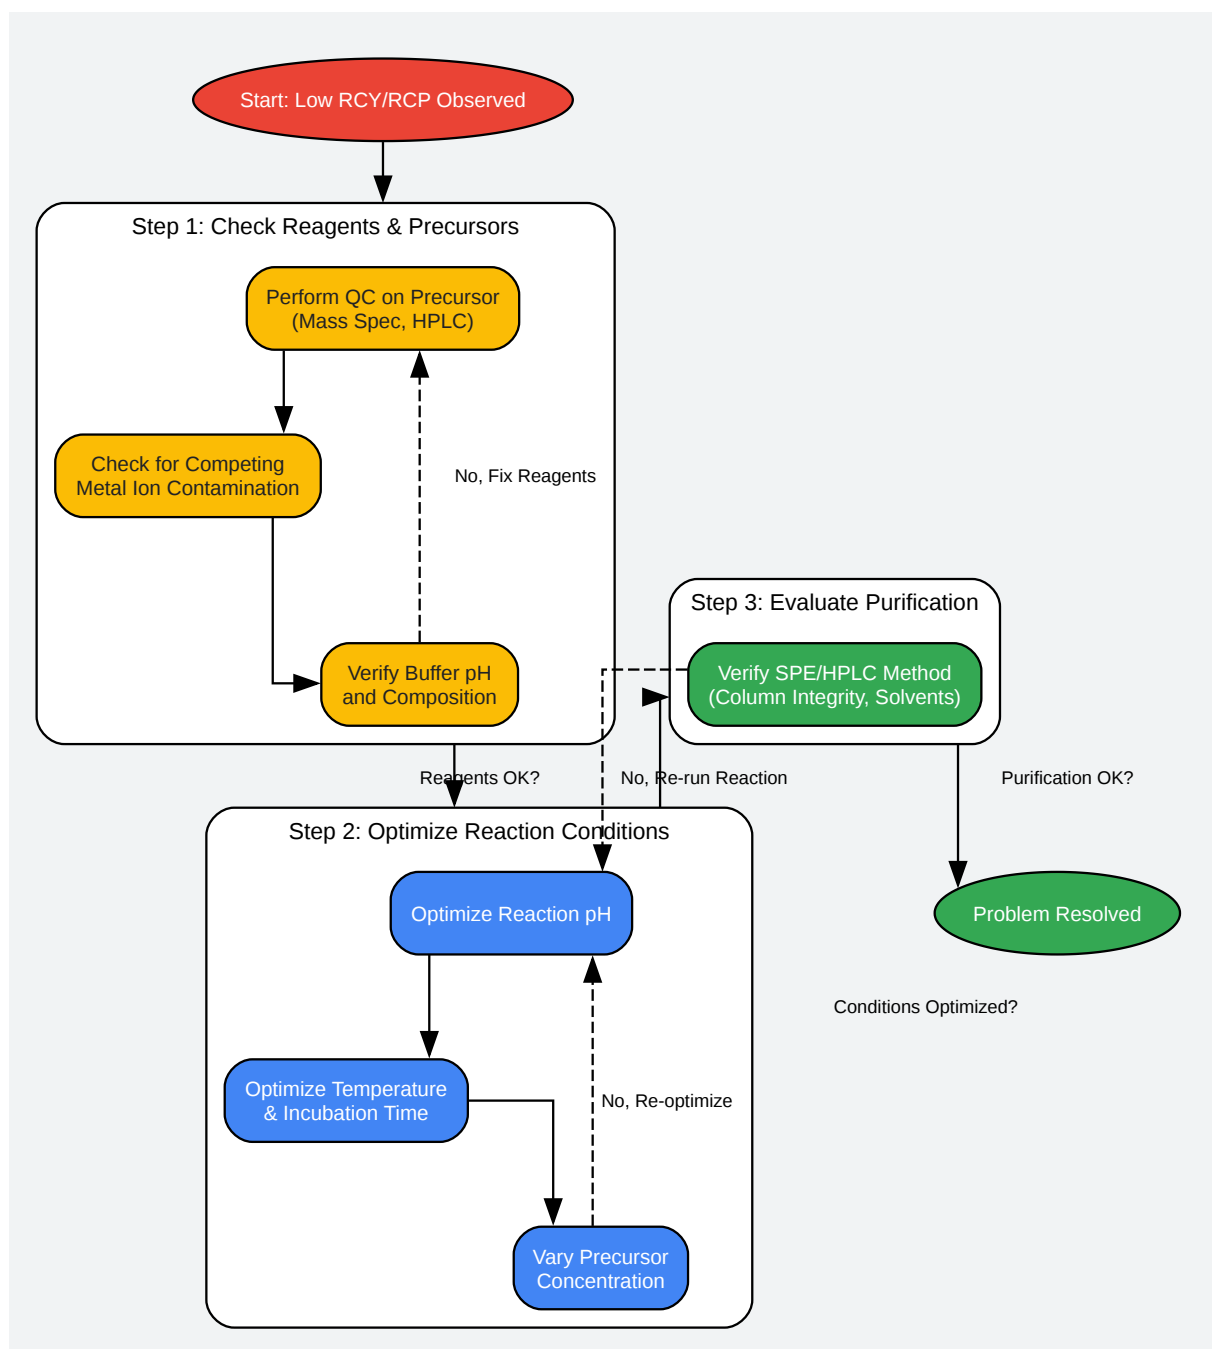 Start: Low RCY/RCP Observed
Step 1: Check Reagents & Precursors
Perform QC on Precursor
(Mass Spec, HPLC)
Check for Competing
Metal Ion Contamination
No, Fix Reagents
Verify Buffer pH
and Composition
Step 3: Evaluate Purification
Verify SPE/HPLC Method
(Column Integrity, Solvents)
Reagents OK?
No, Re-run Reaction
Purification OK?
Step 2: Optimize Reaction Conditions
Optimize Reaction pH
Problem Resolved
Conditions Optimized?
Optimize Temperature
& Incubation Time
No, Re-optimize
Vary Precursor
Concentration